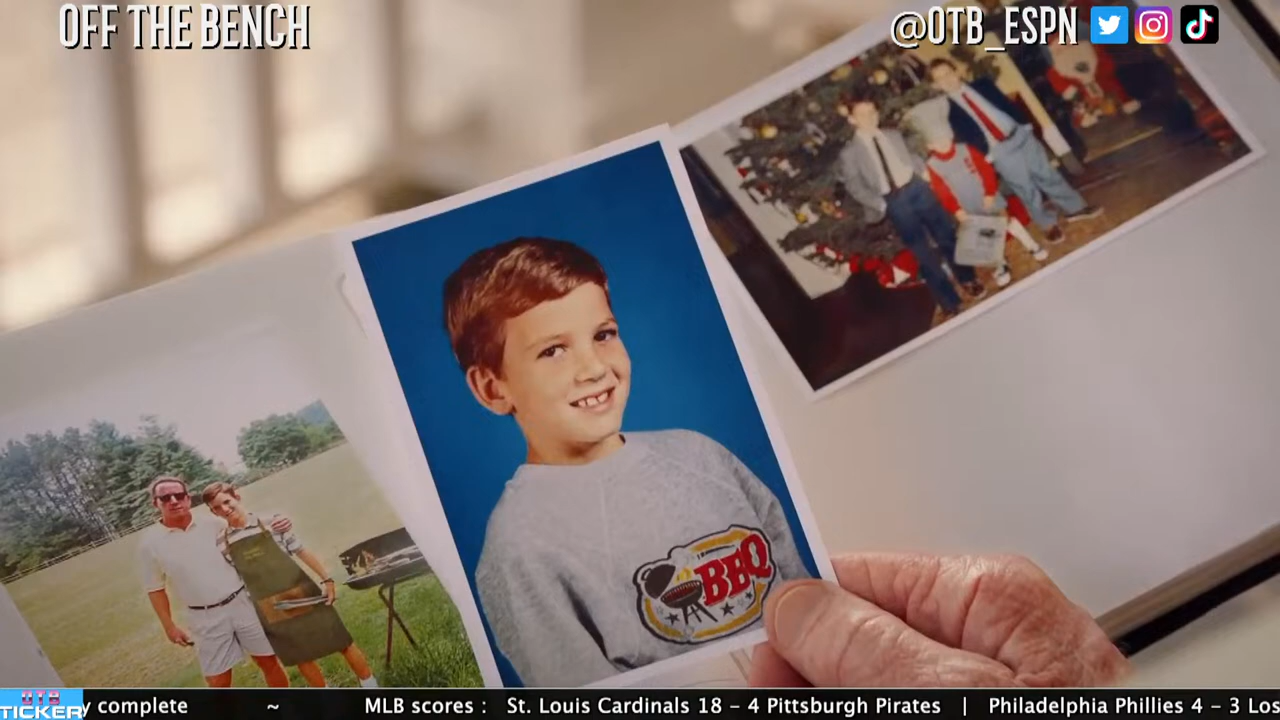 OFF THE BENCH
@OTB_ESPN
BBQ
OTB
TICKER
y complete ~ MLB scores : St. Louis Cardinals 18 - 4 Pittsburgh Pirates | Philadelphia Phillies 4 - 3 Los